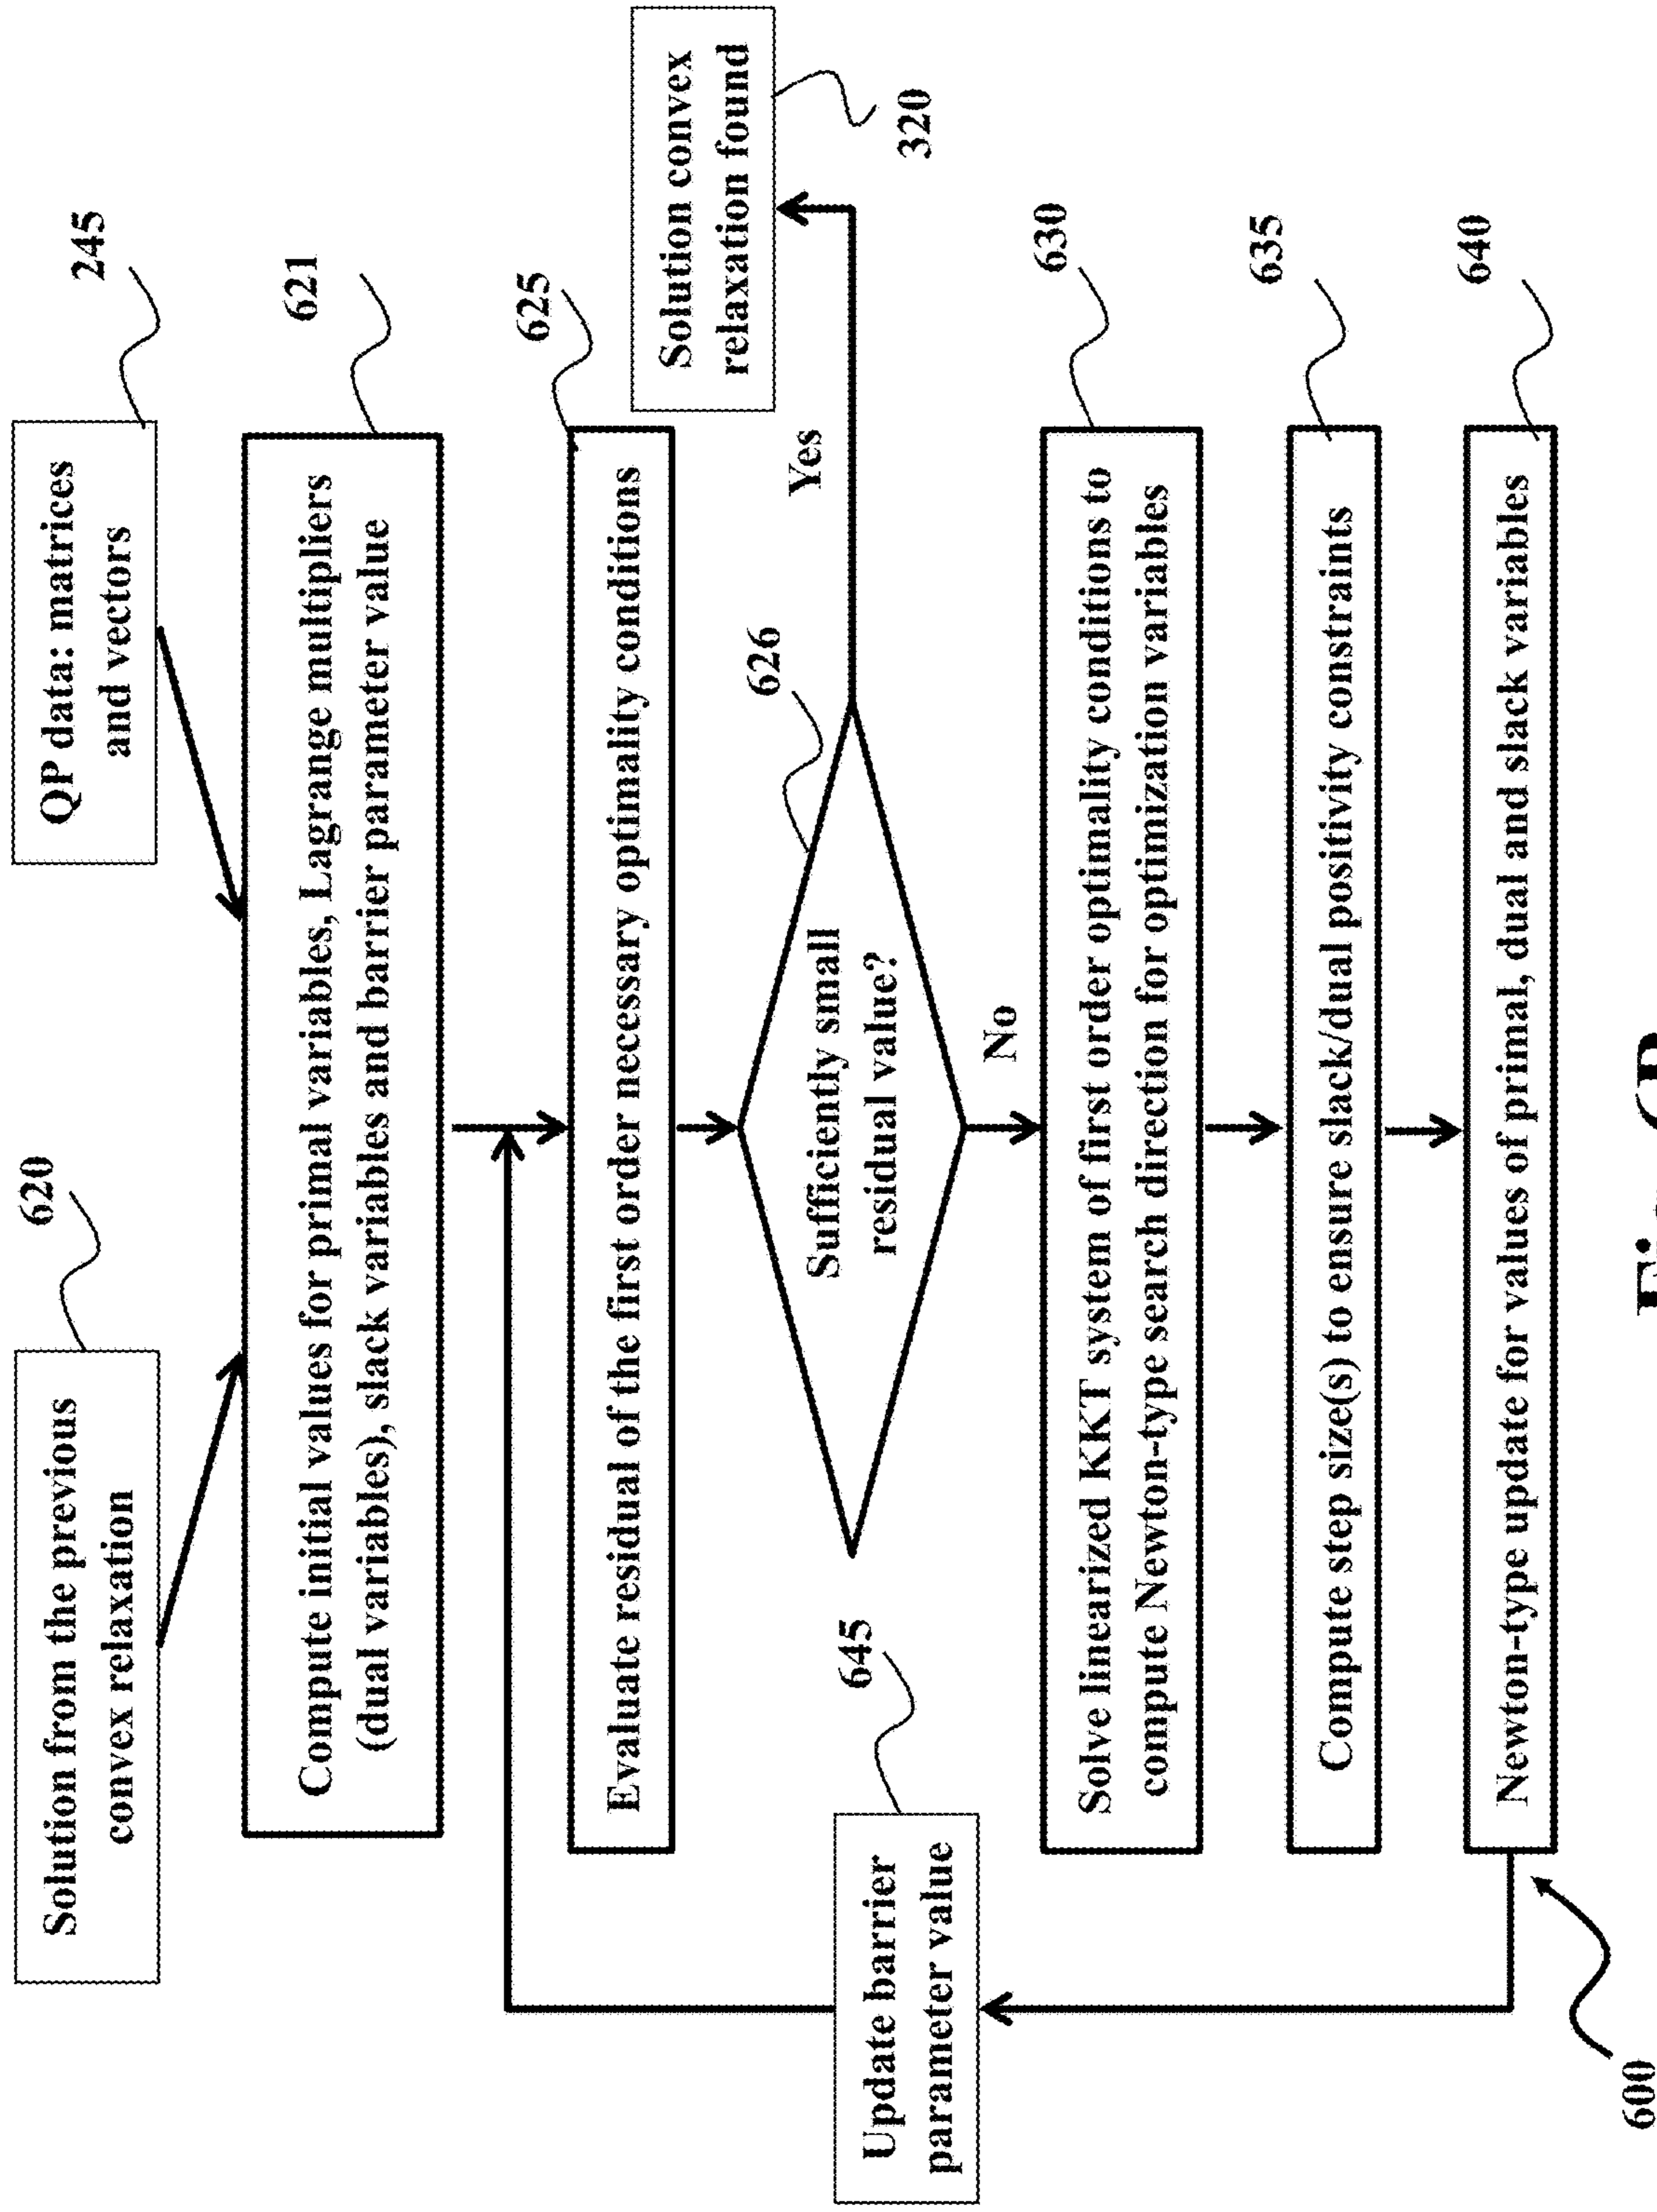 620
245
Solution from the previous
convex relaxation
QP data: matrices
and vectors
621
Compute initial values for primal variables, Lagrange multipliers
(dual variables), slack variables and barrier parameter value
625
Evaluate residual of the first order necessary optimality conditions
626
Sufficiently small
residual value?
Yes
Solution convex
relaxation found
320
No
645
Update barrier
parameter value
630
Solve linearized KKT system of first order optimality conditions to
compute Newton-type search direction for optimization variables
635
Compute step size(s) to ensure slack/dual positivity constraints
640
Newton-type update for values of primal, dual and slack variables
600